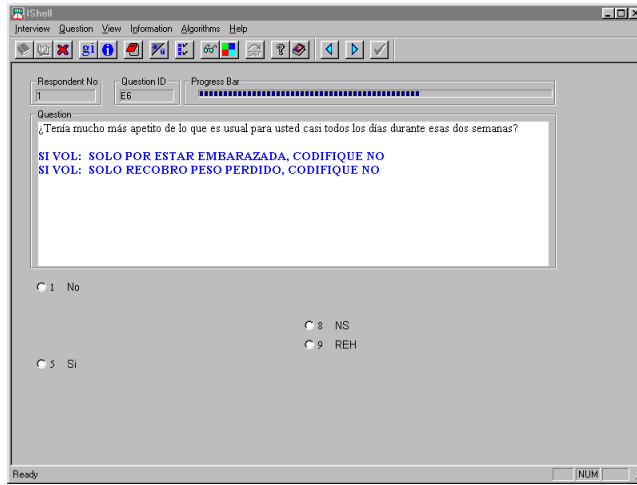 IShell
Interview Question View Information Algorithms Help
gi
Respondent No
Question ID
Progress Bar
1
E6
Question
¿Tenía mucho más apetito de lo que es usual para usted casi todos los días durante esas dos semanas?
SI VOL: SOLO POR ESTAR EMBARAZADA, CODIFIQUE NO
SI VOL: SOLO RECOBRO PESO PERDIDO, CODIFIQUE NO
1 No
8 NS
9 REH
5 Si
Ready
NUM